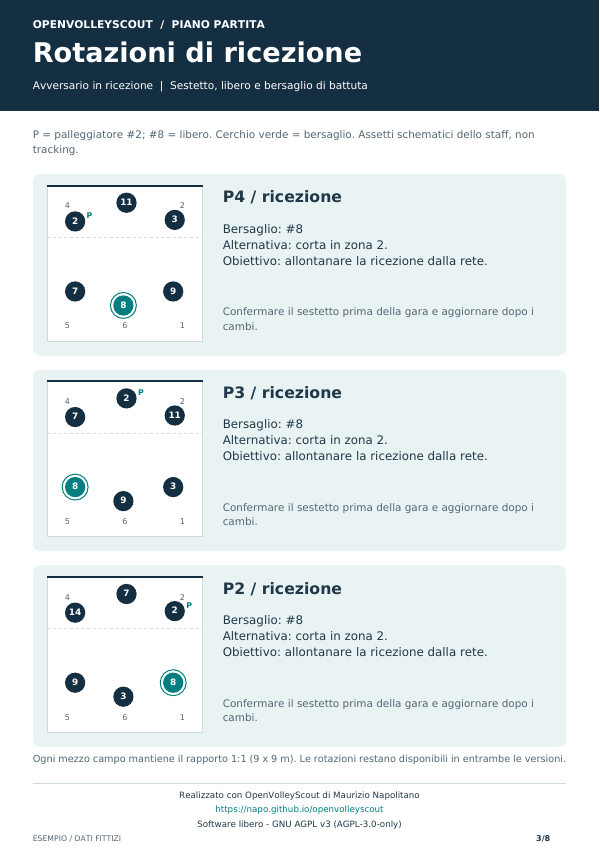 OPENVOLLEYSCOUT / PIANO PARTITA
Rotazioni di ricezione
Avversario in ricezione | Sestetto, libero e bersaglio di battuta
P = palleggiatore #2; #8 = libero. Cerchio verde = bersaglio. Assetti schematici dello staff, non
tracking.
4 11 2
2 P 3
7 9
8
5 6 1
P4 / ricezione
Bersaglio: #8
Alternativa: corta in zona 2.
Obiettivo: allontanare la ricezione dalla rete.
Confermare il sestetto prima della gara e aggiornare dopo i
cambi.
4 2 P 2
7 11
8 3
9
5 6 1
P3 / ricezione
Bersaglio: #8
Alternativa: corta in zona 2.
Obiettivo: allontanare la ricezione dalla rete.
Confermare il sestetto prima della gara e aggiornare dopo i
cambi.
4 7 2
14 2 P
9 8
3
5 6 1
P2 / ricezione
Bersaglio: #8
Alternativa: corta in zona 2.
Obiettivo: allontanare la ricezione dalla rete.
Confermare il sestetto prima della gara e aggiornare dopo i
cambi.
Ogni mezzo campo mantiene il rapporto 1:1 (9 x 9 m). Le rotazioni restano disponibili in entrambe le versioni.
Realizzato con OpenVolleyScout di Maurizio Napolitano
https://napo.github.io/openvolleyscout
Software libero - GNU AGPL v3 (AGPL-3.0-only)
ESEMPIO / DATI FITTIZI 3/8